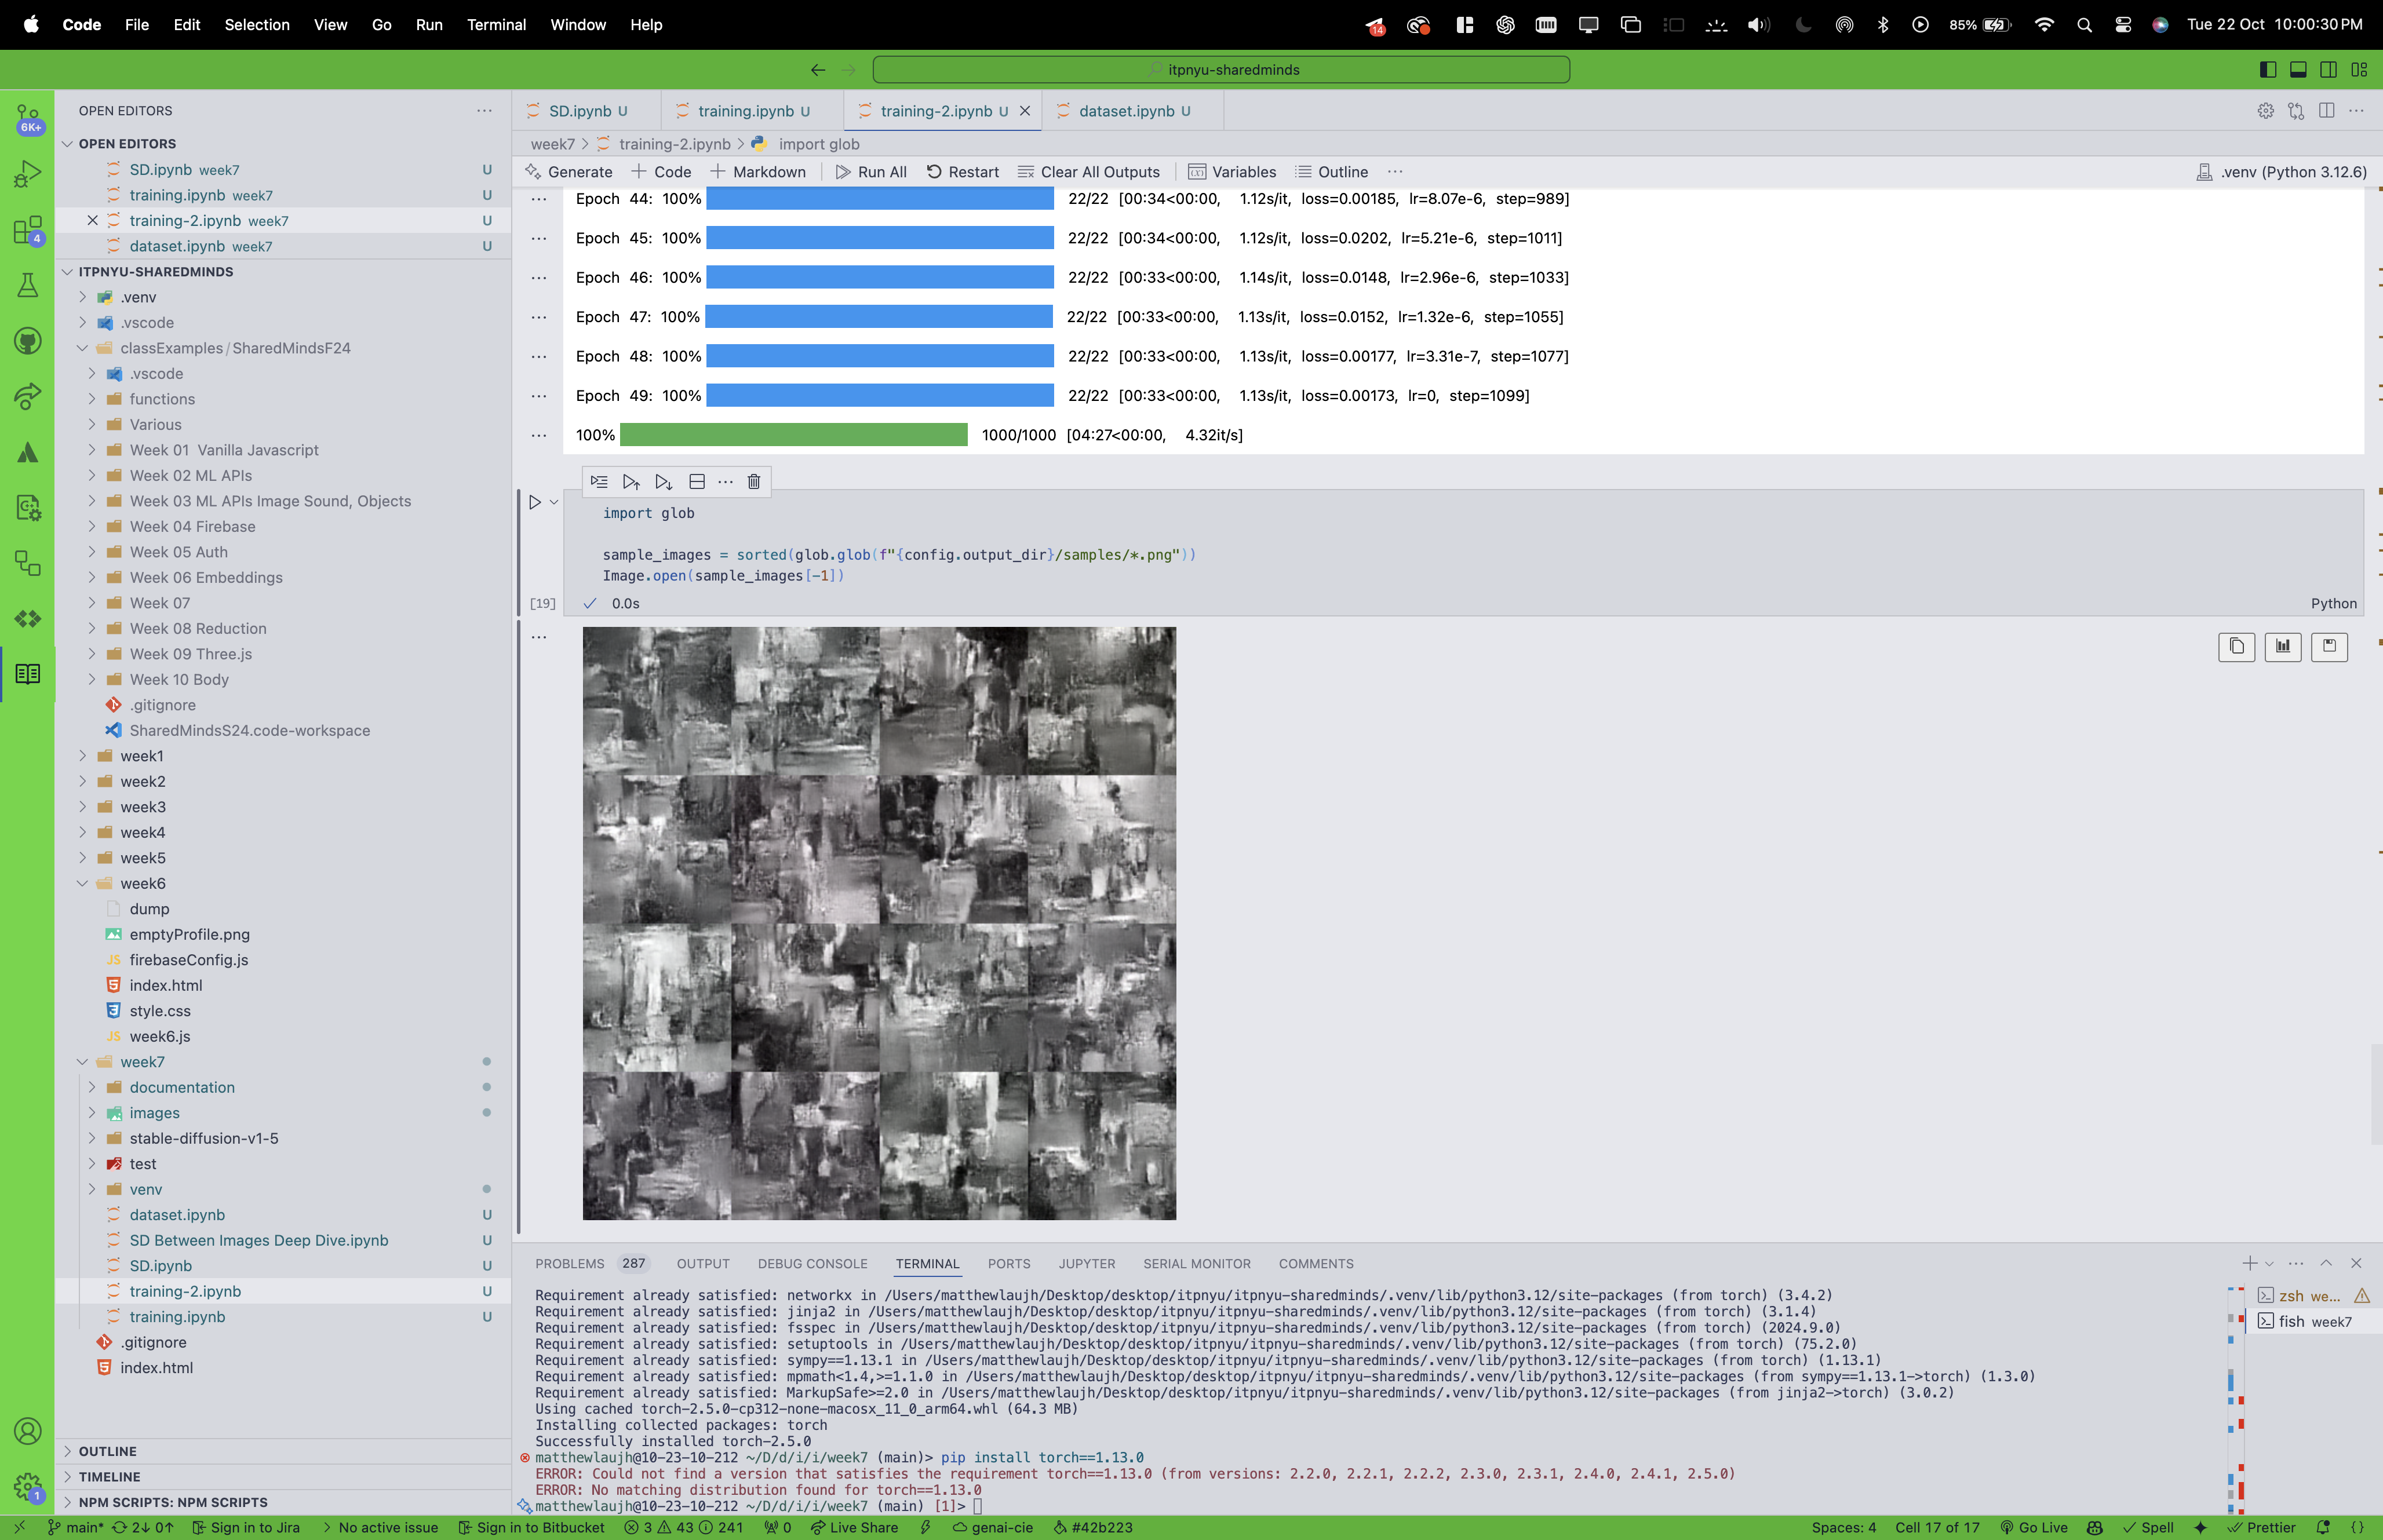 Code File Edit Selection View Go Run Terminal Window Help 14 85% Tue 22 Oct 10:00:30 PM
itpnyu-sharedminds
6K+
4
1
OPEN EDITORS
OPEN EDITORS
SD.ipynb week7 U
training.ipynb week7 U
training-2.ipynb week7 U
dataset.ipynb week7 U
ITPNYU-SHAREDMINDS
.venv
.vscode
classExamples / SharedMindsF24
.vscode
functions
Various
Week 01 Vanilla Javascript
Week 02 ML APIs
Week 03 ML APIs Image Sound, Objects
Week 04 Firebase
Week 05 Auth
Week 06 Embeddings
Week 07
Week 08 Reduction
Week 09 Three.js
Week 10 Body
.gitignore
SharedMindsS24.code-workspace
week1
week2
week3
week4
week5
week6
dump
emptyProfile.png
JS firebaseConfig.js
index.html
style.css
JS week6.js
week7
documentation
images
stable-diffusion-v1-5
test
venv
dataset.ipynb U
SD Between Images Deep Dive.ipynb U
SD.ipynb U
training-2.ipynb U
training.ipynb U
.gitignore
index.html
OUTLINE
TIMELINE
NPM SCRIPTS: NPM SCRIPTS
SD.ipynb U training.ipynb U training-2.ipynb U dataset.ipynb U
week7 > training-2.ipynb > import glob
Generate + Code + Markdown Run All Restart Clear All Outputs Variables Outline ... .venv (Python 3.12.6)
Epoch 44: 100% 22/22 [00:34<00:00, 1.12s/it, loss=0.00185, lr=8.07e-6, step=989]
Epoch 45: 100% 22/22 [00:34<00:00, 1.12s/it, loss=0.0202, lr=5.21e-6, step=1011]
Epoch 46: 100% 22/22 [00:33<00:00, 1.14s/it, loss=0.0148, lr=2.96e-6, step=1033]
Epoch 47: 100% 22/22 [00:33<00:00, 1.13s/it, loss=0.0152, lr=1.32e-6, step=1055]
Epoch 48: 100% 22/22 [00:33<00:00, 1.13s/it, loss=0.00177, lr=3.31e-7, step=1077]
Epoch 49: 100% 22/22 [00:33<00:00, 1.13s/it, loss=0.00173, lr=0, step=1099]
100% 1000/1000 [04:27<00:00, 4.32it/s]
import glob
sample_images = sorted(glob.glob(f"{config.output_dir}/samples/*.png"))
Image.open(sample_images[-1])
[19] 0.0s Python
PROBLEMS 287 OUTPUT DEBUG CONSOLE TERMINAL PORTS JUPYTER SERIAL MONITOR COMMENTS
Requirement already satisfied: networkx in /Users/matthewlaujh/Desktop/desktop/itpnyu/itpnyu-sharedminds/.venv/lib/python3.12/site-packages (from torch) (3.4.2)
Requirement already satisfied: jinja2 in /Users/matthewlaujh/Desktop/desktop/itpnyu/itpnyu-sharedminds/.venv/lib/python3.12/site-packages (from torch) (3.1.4)
Requirement already satisfied: fsspec in /Users/matthewlaujh/Desktop/desktop/itpnyu/itpnyu-sharedminds/.venv/lib/python3.12/site-packages (from torch) (2024.9.0)
Requirement already satisfied: setuptools in /Users/matthewlaujh/Desktop/desktop/itpnyu/itpnyu-sharedminds/.venv/lib/python3.12/site-packages (from torch) (75.2.0)
Requirement already satisfied: sympy==1.13.1 in /Users/matthewlaujh/Desktop/desktop/itpnyu/itpnyu-sharedminds/.venv/lib/python3.12/site-packages (from torch) (1.13.1)
Requirement already satisfied: mpmath<1.4,>=1.1.0 in /Users/matthewlaujh/Desktop/desktop/itpnyu/itpnyu-sharedminds/.venv/lib/python3.12/site-packages (from sympy==1.13.1->torch) (1.3.0)
Requirement already satisfied: MarkupSafe>=2.0 in /Users/matthewlaujh/Desktop/desktop/itpnyu/itpnyu-sharedminds/.venv/lib/python3.12/site-packages (from jinja2->torch) (3.0.2)
Using cached torch-2.5.0-cp312-none-macosx_11_0_arm64.whl (64.3 MB)
Installing collected packages: torch
Successfully installed torch-2.5.0
matthewlaujh@10-23-10-212 ~/D/d/i/i/week7 (main)> pip install torch==1.13.0
ERROR: Could not find a version that satisfies the requirement torch==1.13.0 (from versions: 2.2.0, 2.2.1, 2.2.2, 2.3.0, 2.3.1, 2.4.0, 2.4.1, 2.5.0)
ERROR: No matching distribution found for torch==1.13.0
matthewlaujh@10-23-10-212 ~/D/d/i/i/week7 (main) [1]>
zsh we...
fish week7
main* 2↓ 0↑ Sign in to Jira No active issue Sign in to Bitbucket 3 43 241 0 Live Share genai-cie #42b223 Spaces: 4 Cell 17 of 17 Go Live Spell Prettier